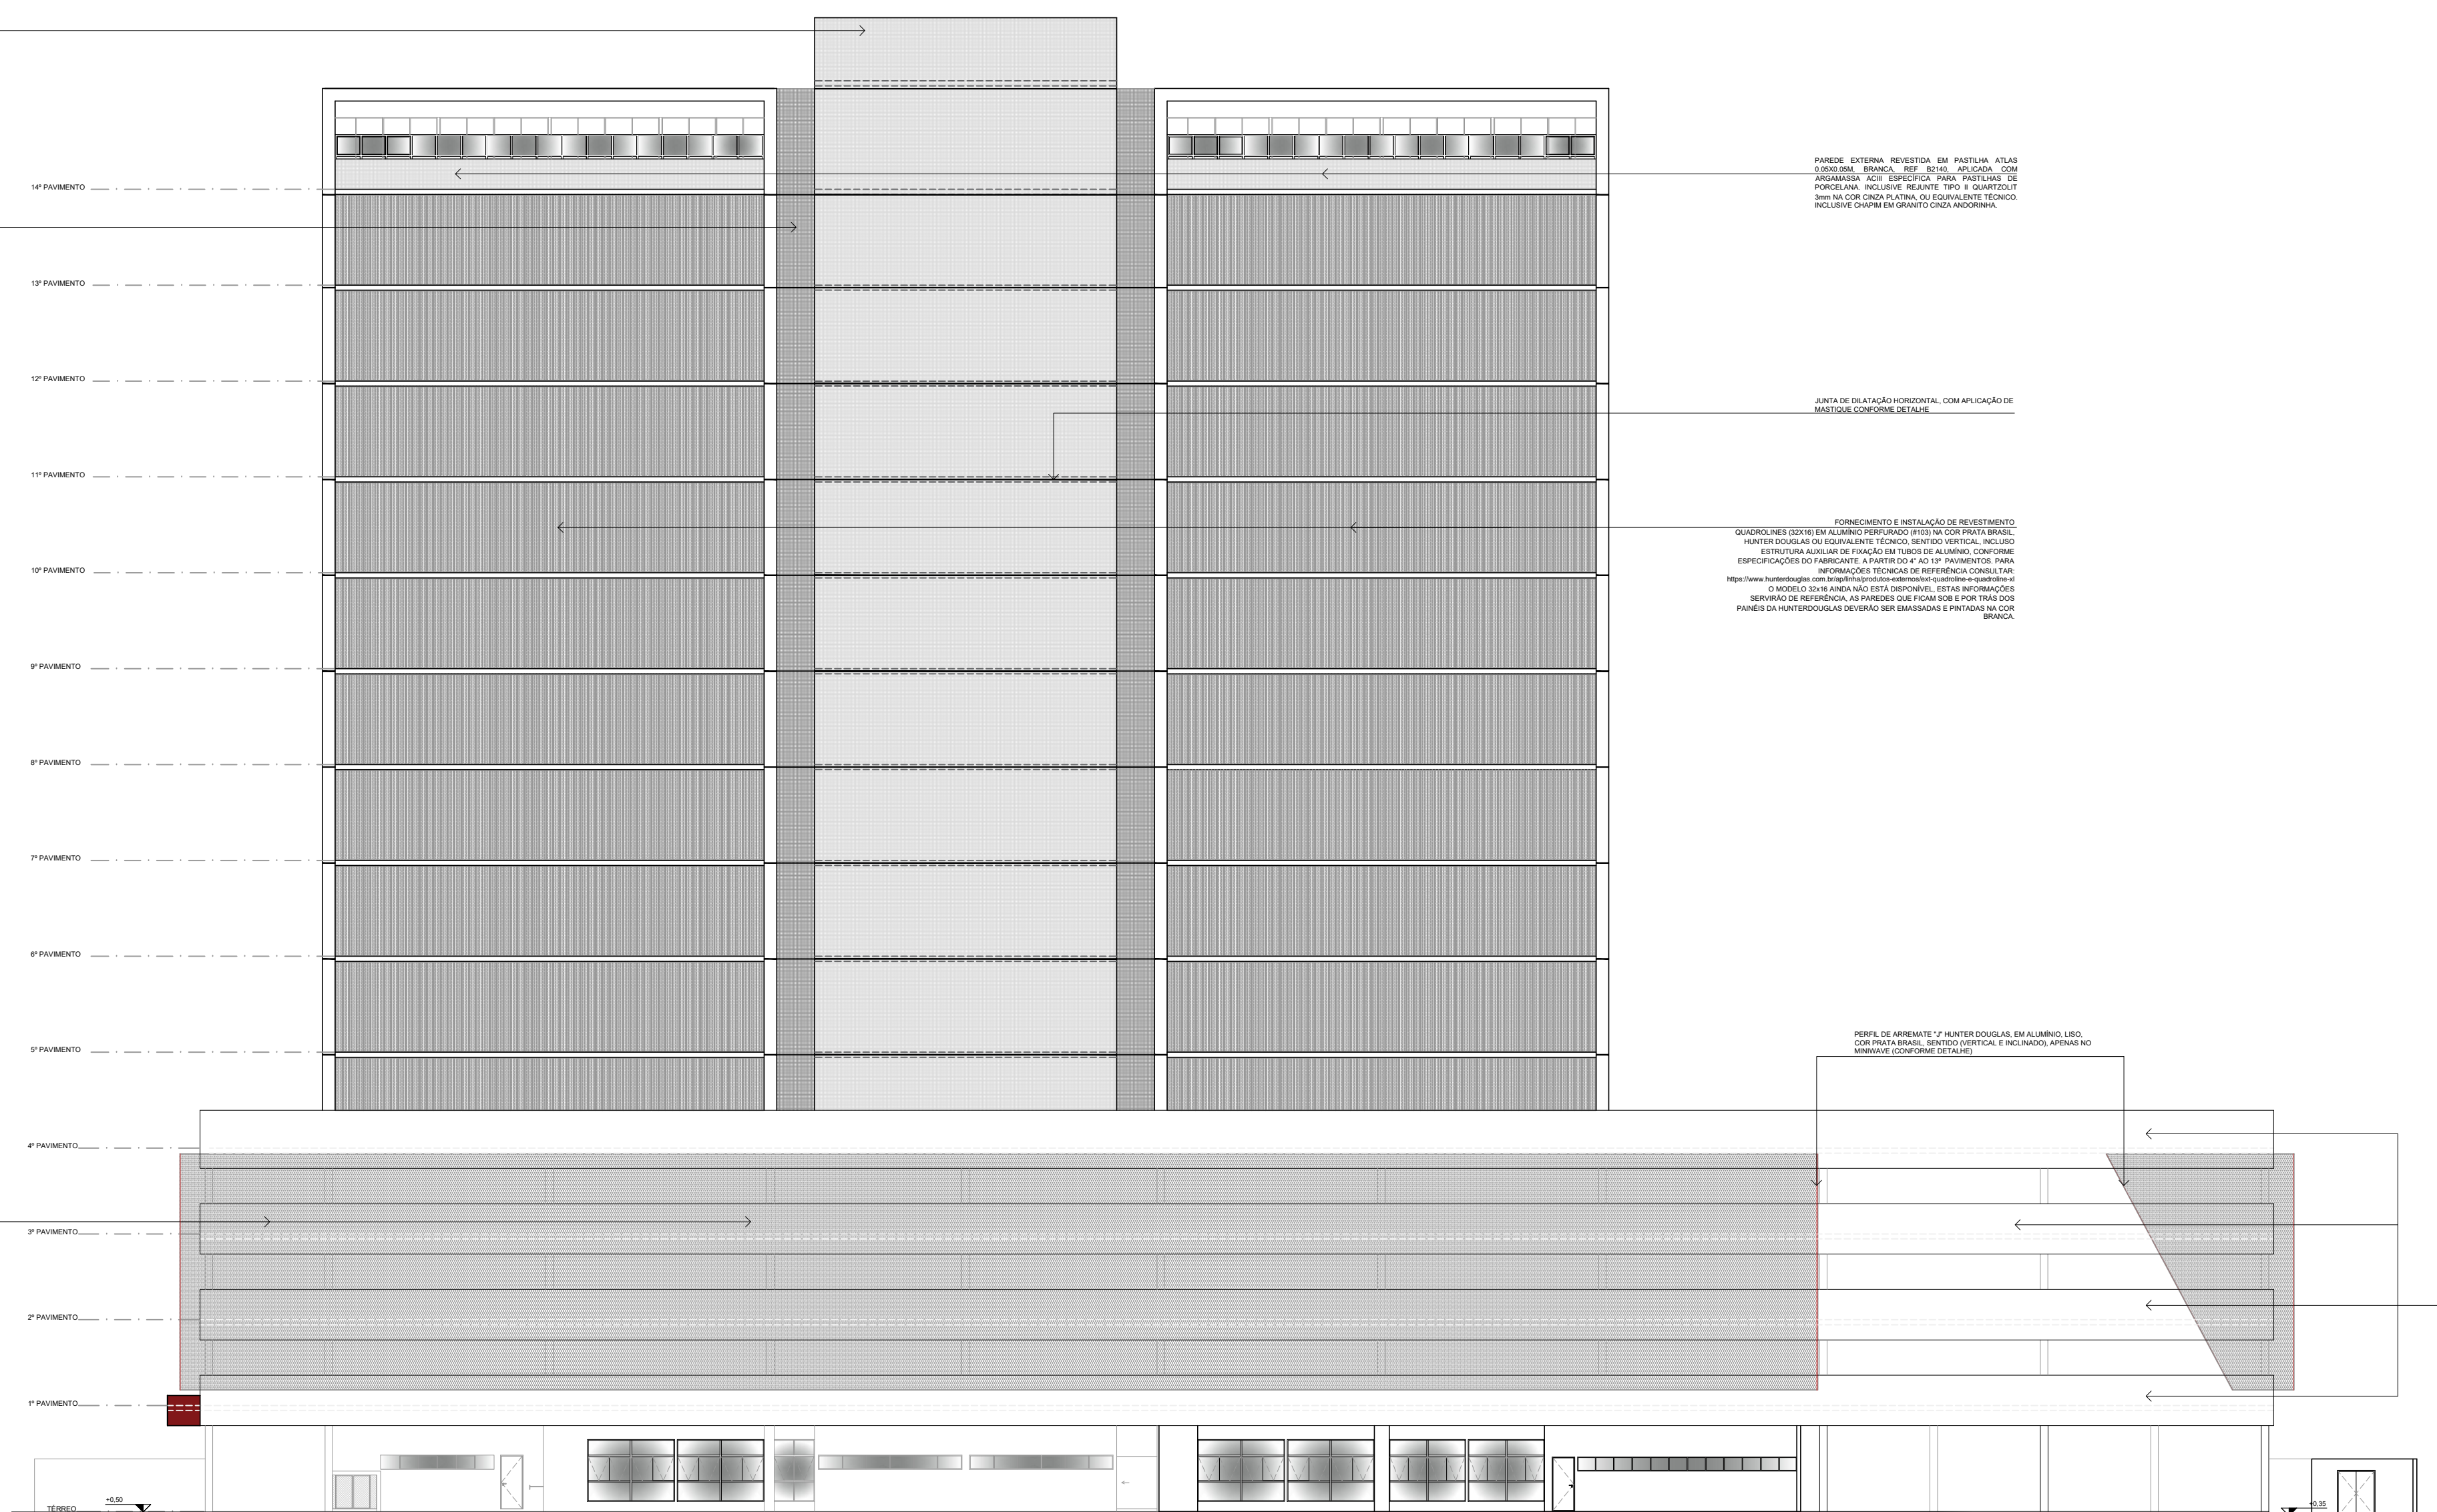 14º PAVIMENTO
PAREDE EXTERNA REVESTIDA EM PASTILHA ATLAS
0.05X0.05M, BRANCA, REF B2140, APLICADA COM
ARGAMASSA ACIII ESPECÍFICA PARA PASTILHAS DE
PORCELANA. INCLUSIVE REJUNTE TIPO II QUARTZOLIT
3mm NA COR CINZA PLATINA, OU EQUIVALENTE TÉCNICO.
INCLUSIVE CHAPIM EM GRANITO CINZA ANDORINHA.
13º PAVIMENTO
12º PAVIMENTO
JUNTA DE DILATAÇÃO HORIZONTAL, COM APLICAÇÃO DE
MASTIQUE CONFORME DETALHE
11º PAVIMENTO
FORNECIMENTO E INSTALAÇÃO DE REVESTIMENTO
QUADROLINES (32X16) EM ALUMÍNIO PERFURADO (#103) NA COR PRATA BRASIL,
HUNTER DOUGLAS OU EQUIVALENTE TÉCNICO, SENTIDO VERTICAL, INCLUSO
ESTRUTURA AUXILIAR DE FIXAÇÃO EM TUBOS DE ALUMÍNIO, CONFORME
ESPECIFICAÇÕES DO FABRICANTE. A PARTIR DO 4° AO 13º PAVIMENTOS. PARA
INFORMAÇÕES TÉCNICAS DE REFERÊNCIA CONSULTAR:
https://www.hunterdouglas.com.br/ap/linha/produtos-externos/ext-quadroline-e-quadroline-xl
O MODELO 32x16 AINDA NÃO ESTÁ DISPONÍVEL, ESTAS INFORMAÇÕES
SERVIRÃO DE REFERÊNCIA, AS PAREDES QUE FICAM SOB E POR TRÁS DOS
PAINÉIS DA HUNTERDOUGLAS DEVERÃO SER EMASSADAS E PINTADAS NA COR
BRANCA.
10º PAVIMENTO
9º PAVIMENTO
8º PAVIMENTO
7º PAVIMENTO
6º PAVIMENTO
5º PAVIMENTO
PERFIL DE ARREMATE "J" HUNTER DOUGLAS, EM ALUMÍNIO, LISO,
COR PRATA BRASIL, SENTIDO (VERTICAL E INCLINADO), APENAS NO
MINIWAVE (CONFORME DETALHE)
4º PAVIMENTO
3º PAVIMENTO
2º PAVIMENTO
1º PAVIMENTO
TÉRREO
+0,50
+0,35